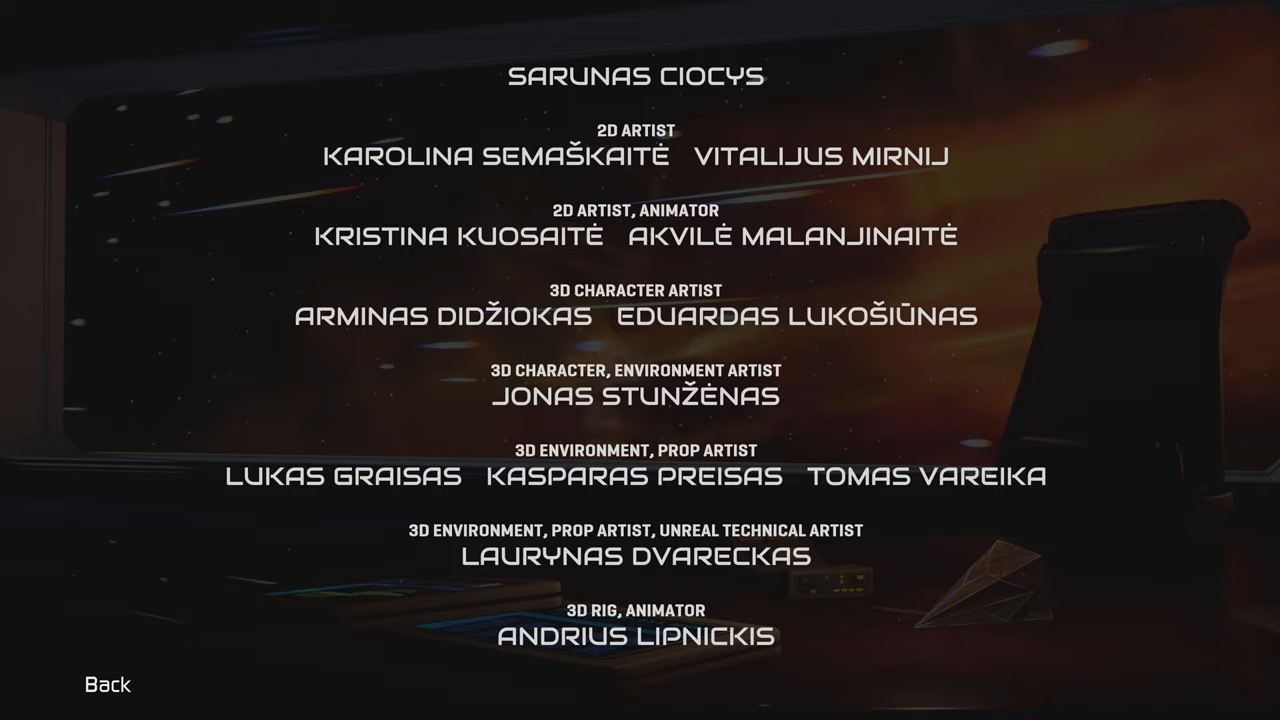 SARUNAS CIOCYS
2D ARTIST
KAROLINA SEMAŠKAITĖ VITALIJUS MIRNIJ
2D ARTIST, ANIMATOR
KRISTINA KUOSAITĖ AKVILĖ MALANJINAITĖ
3D CHARACTER ARTIST
ARMINAS DIDŽIOKAS EDUARDAS LUKOŠIŪNAS
3D CHARACTER, ENVIRONMENT ARTIST
JONAS STUNŽĖNAS
3D ENVIRONMENT, PROP ARTIST
LUKAS GRAISAS KASPARAS PREISAS TOMAS VAREIKA
3D ENVIRONMENT, PROP ARTIST, UNREAL TECHNICAL ARTIST
LAURYNAS DVARECKAS
3D RIG, ANIMATOR
ANDRIUS LIPNICKIS
Back